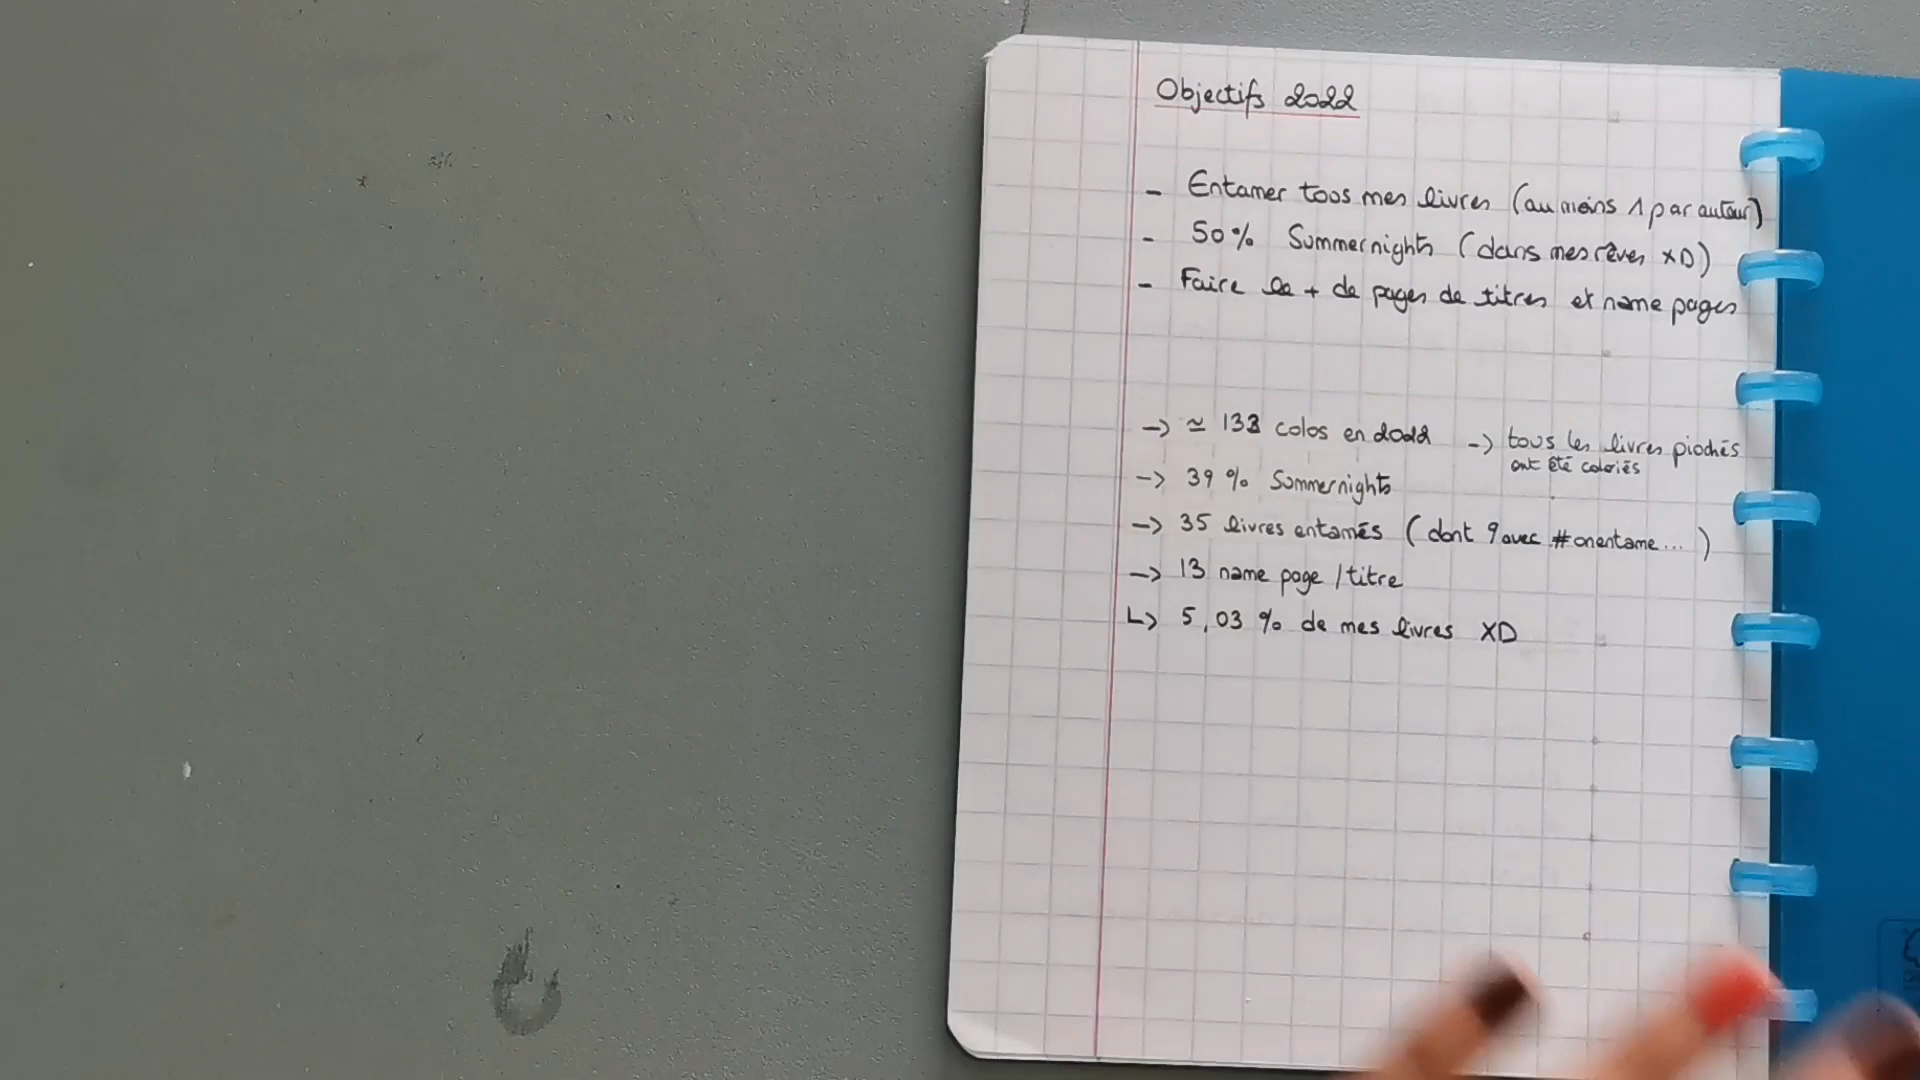 Objectifs 2022
- Entamer tous mes livres (au moins 1 par auteur)
- 50% Summernights (dans mes rêves XD)
- Faire le + de pages de titres et name pages
-> ≃ 133 colos en 2022 -> tous les livres piochés
ont été coloriés
-> 39 % Summernights
-> 35 livres entamés (dont 9 avec #onentame...)
-> 13 name page / titre
↳ 5,03 % de mes livres XD